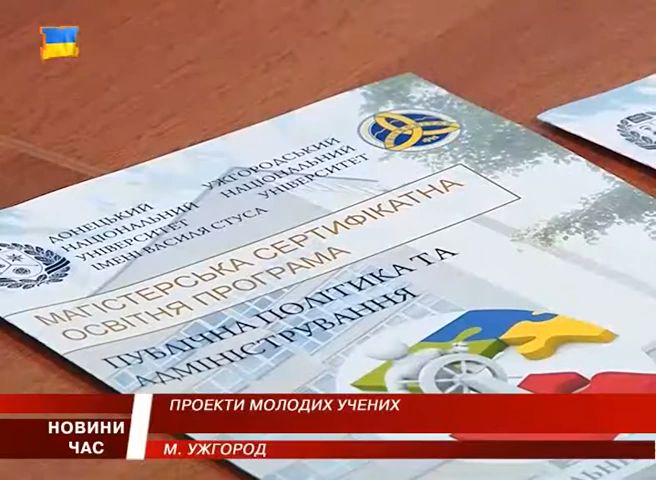 ДОНЕЦЬКИЙ
НАЦІОНАЛЬНИЙ
УНІВЕРСИТЕТ
ІМЕНІ ВАСИЛЯ СТУСА
УЖГОРОДСЬКИЙ
НАЦІОНАЛЬНИЙ
УНІВЕРСИТЕТ
МАГІСТЕРСЬКА СЕРТИФІКАТНА
ОСВІТНЯ ПРОГРАМА
ПУБЛІЧНА ПОЛІТИКА ТА
АДМІНІСТРУВАННЯ
ПРОЕКТИ МОЛОДИХ УЧЕНИХ
НОВИНИ
ЧАС
М. УЖГОРОД